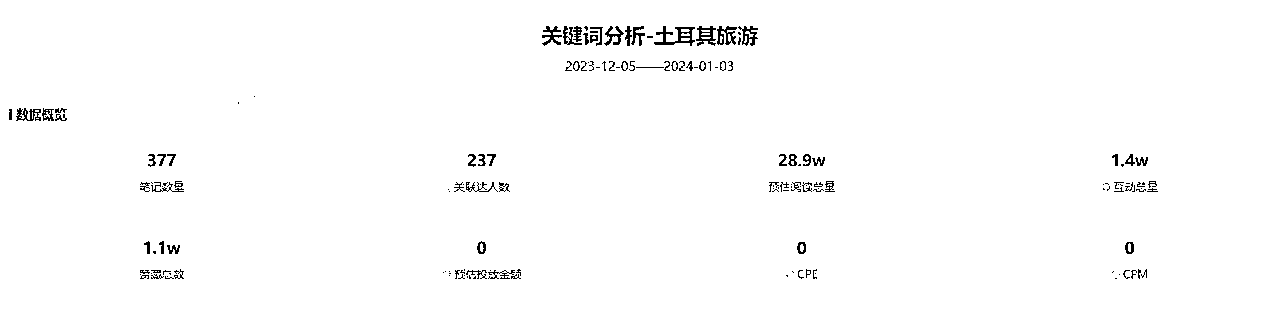 关键词分析-土耳其旅游
2023-12-05——2024-01-03
数据概览
377 237 28.9w 1.4w
笔记数量 关联达人数 预估阅读总量 互动总量
1.1w 0 0 0
总数 预估投放金额 CPE CPM